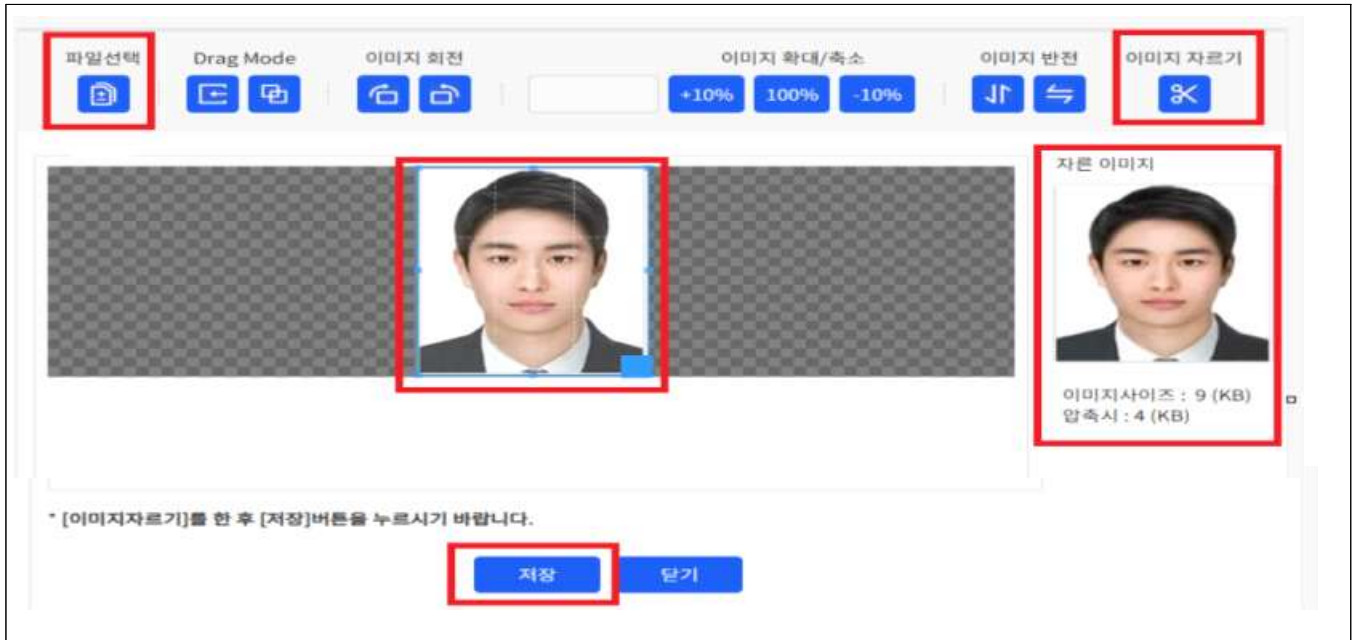 파일선택 Drag Mode 이미지 회전 이미지 확대/축소 이미지 반전 이미지 자르기
+10% 100% -10%
자른 이미지
이미지사이즈 : 9 (KB)
압축시 : 4 (KB)
* [이미지자르기]를 한 후 [저장]버튼을 누르시기 바랍니다.
저장 닫기